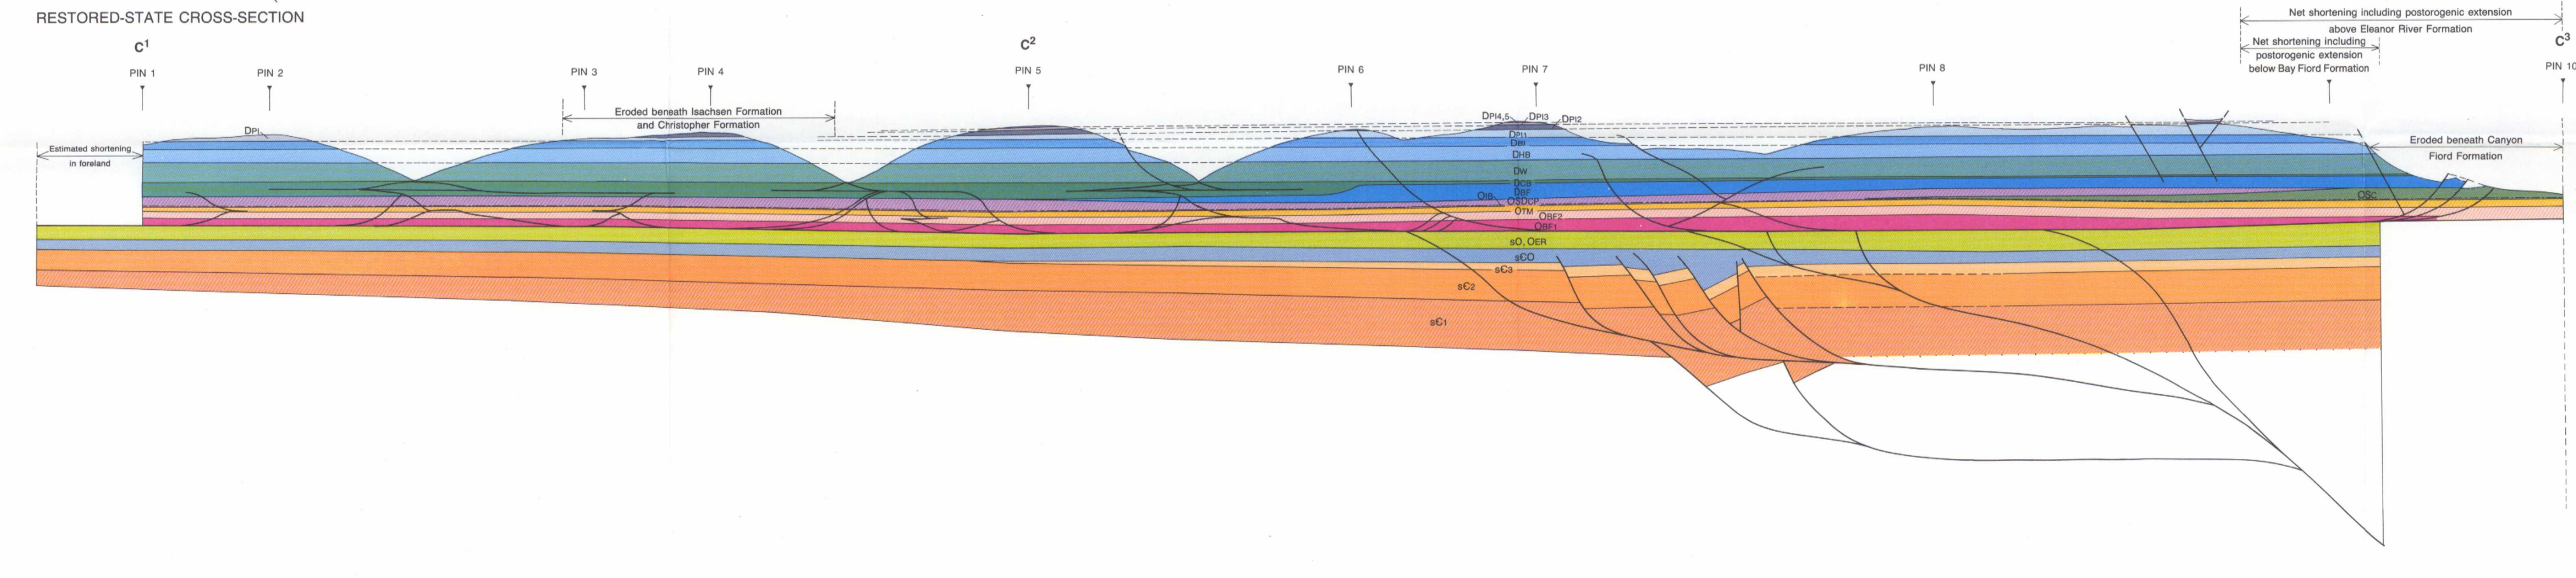 RESTORED-STATE CROSS-SECTION
Net shortening including postorogenic extension
above Eleanor River Formation
Net shortening including
postorogenic extension
below Bay Fiord Formation
C¹
C²
C³
PIN 1
PIN 2
PIN 3
PIN 4
PIN 5
PIN 6
PIN 7
PIN 8
PIN 10
Eroded beneath Isachsen Formation
and Christopher Formation
Estimated shortening
in foreland
Eroded beneath Canyon
Fiord Formation
DPI
DPI4,5
DPI3
DPI2
DPI1
DBI
DHB
DW
DCB
DBF
OIB
OSDCP
OSC
OTM
OBF2
OBF1
sO, OER
sЄO
sЄ3
sЄ2
sЄ1